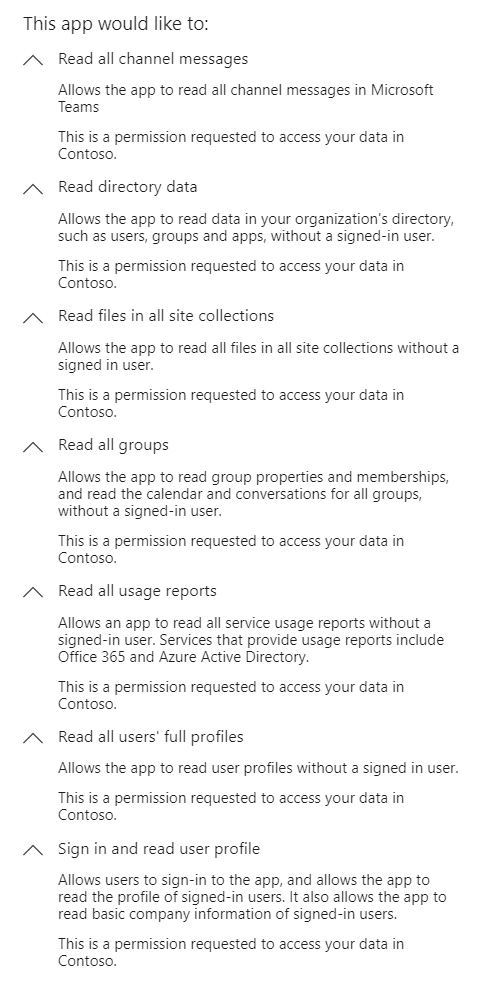 This app would like to:
Read all channel messages
Allows the app to read all channel messages in Microsoft
Teams
This is a permission requested to access your data in
Contoso.
Read directory data
Allows the app to read data in your organization's directory,
such as users, groups and apps, without a signed-in user.
This is a permission requested to access your data in
Contoso.
Read files in all site collections
Allows the app to read all files in all site collections without a
signed in user.
This is a permission requested to access your data in
Contoso.
Read all groups
Allows the app to read group properties and memberships,
and read the calendar and conversations for all groups,
without a signed-in user.
This is a permission requested to access your data in
Contoso.
Read all usage reports
Allows an app to read all service usage reports without a
signed-in user. Services that provide usage reports include
Office 365 and Azure Active Directory.
This is a permission requested to access your data in
Contoso.
Read all users' full profiles
Allows the app to read user profiles without a signed in user.
This is a permission requested to access your data in
Contoso.
Sign in and read user profile
Allows users to sign-in to the app, and allows the app to
read the profile of signed-in users. It also allows the app to
read basic company information of signed-in users.
This is a permission requested to access your data in
Contoso.